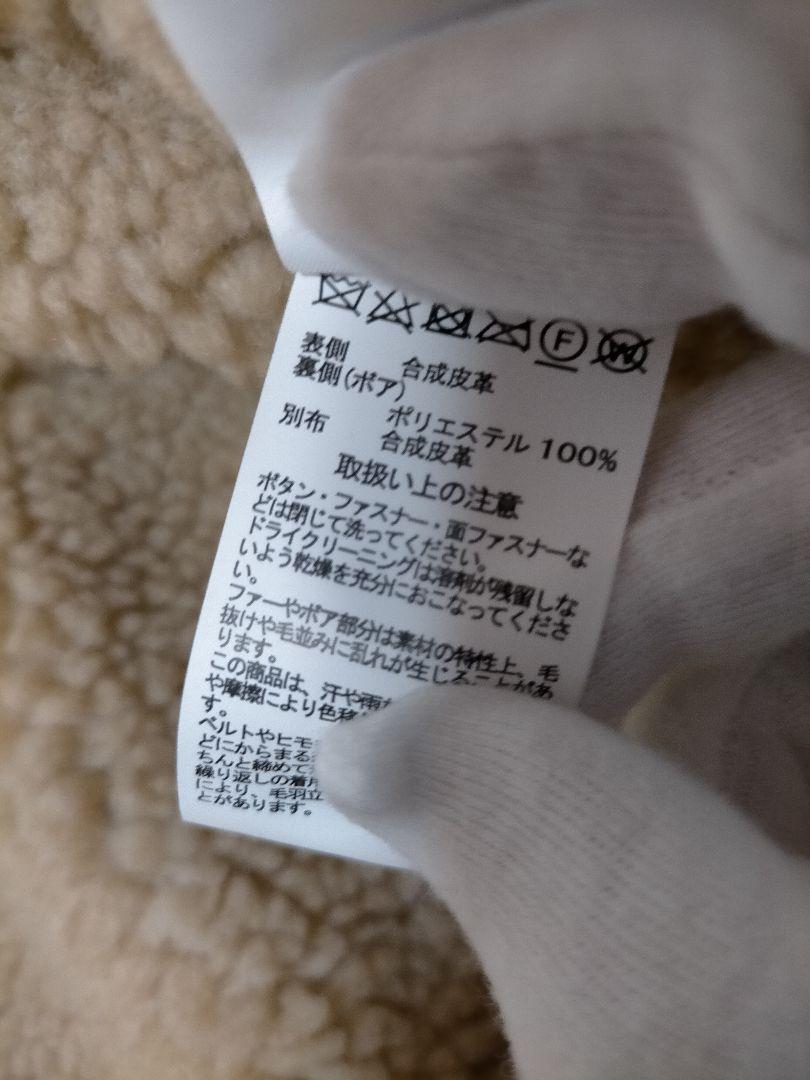 F W
表側 合成皮革
裏側(ボア)
ポリエステル 100%
別布 合成皮革
取扱い上の注意
ボタン・ファスナー・面ファスナーな
どは閉じて洗ってください。
ドライクリーニングは溶剤が残留しな
いよう乾燥を充分におこなってくださ
い。
ファーやボア部分は素材の特性上、毛
抜けや毛並みに乱れが生じることがあ
ります。
この商品は、汗や雨
や摩擦により色移
す。
ベルトやヒモ
どにからまる
ちんと締めて
繰り返しの着用
により、毛羽立
とがあります。